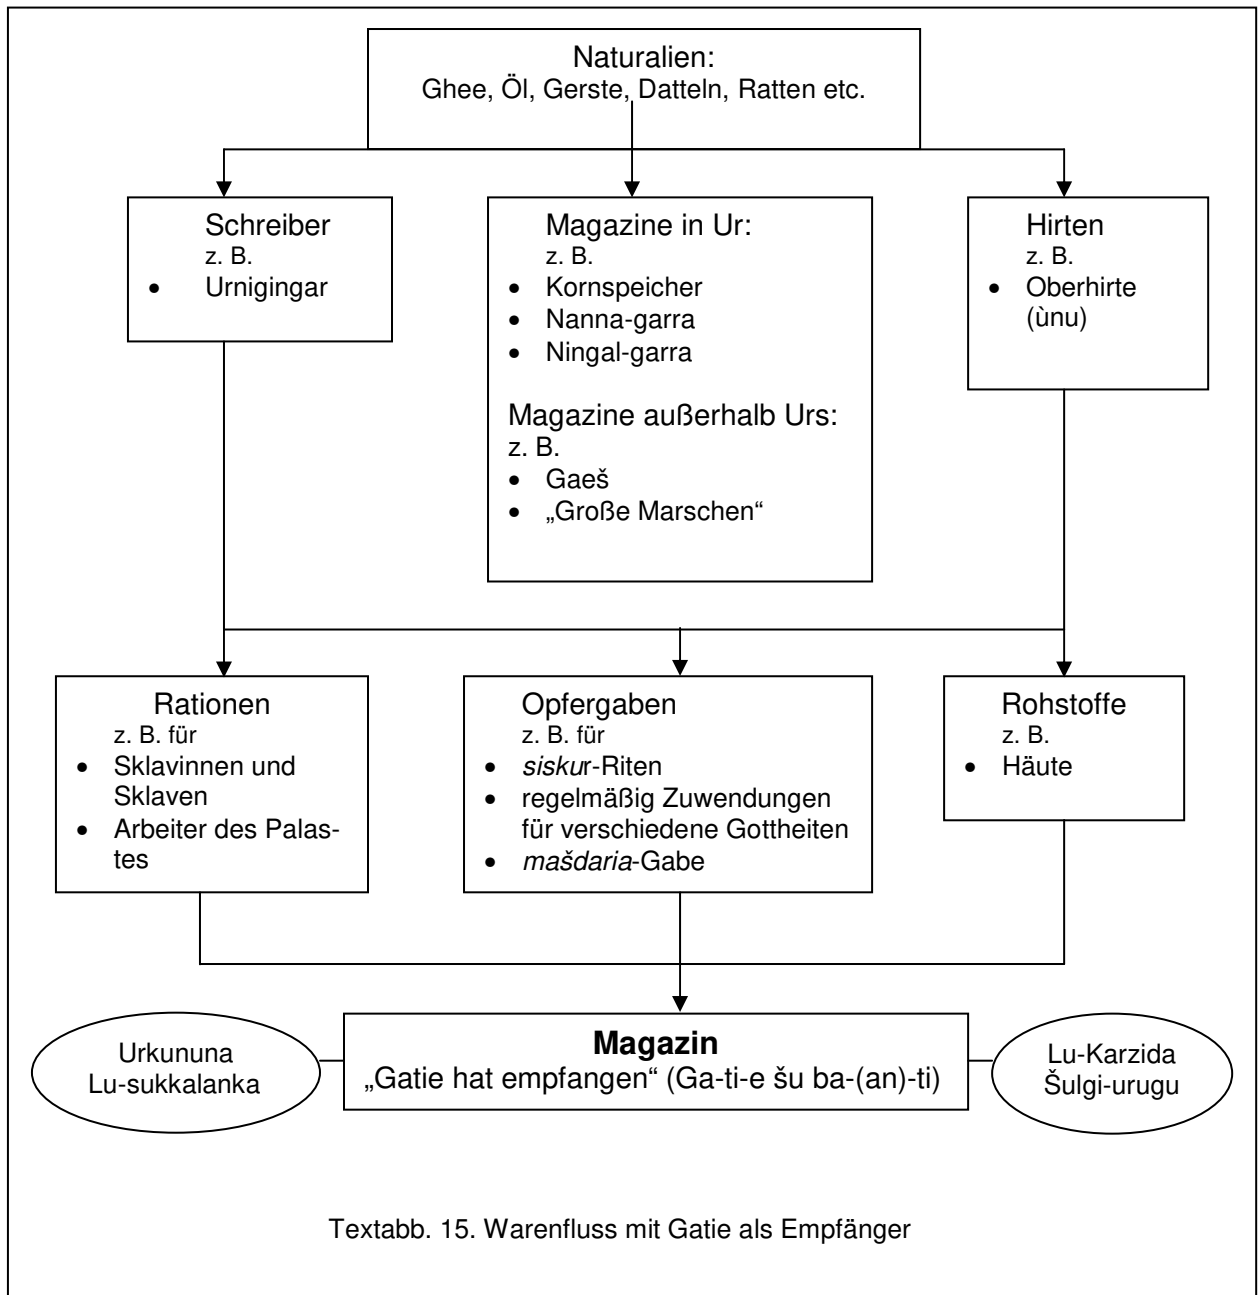 Naturalien:
Ghee, Öl, Gerste, Datteln, Ratten etc.
Schreiber
z. B.
• Urnigingar
Magazine in Ur:
z. B.
• Kornspeicher
• Nanna-garra
• Ningal-garra
Magazine außerhalb Urs:
z. B.
• Gaeš
• „Große Marschen“
Hirten
z. B.
• Oberhirte
(ùnu)
Rationen
z. B. für
• Sklavinnen und
Sklaven
• Arbeiter des Palas-
tes
Opfergaben
z. B. für
• siskur-Riten
• regelmäßig Zuwendungen
für verschiedene Gottheiten
• mašdaria-Gabe
Rohstoffe
z. B.
• Häute
Urkununa
Lu-sukkalanka
Magazin
„Gatie hat empfangen“ (Ga-ti-e šu ba-(an)-ti)
Lu-Karzida
Šulgi-urugu
Textabb. 15. Warenfluss mit Gatie als Empfänger